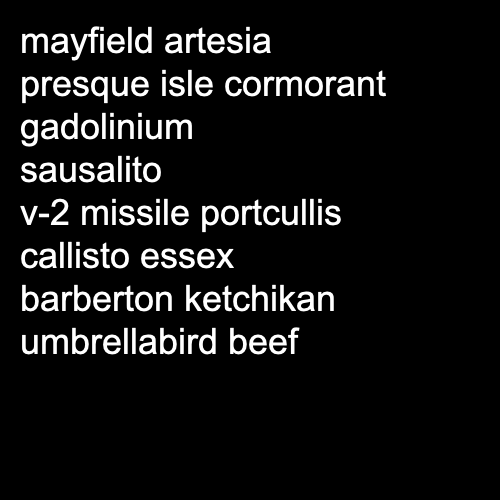 mayfield artesia
presque isle cormorant
gadolinium
sausalito
v-2 missile portcullis
callisto essex
barberton ketchikan
umbrellabird beef